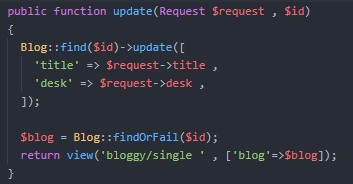 public function update(Request $request , $id)
{
  Blog::find($id)->update([
    'title' => $request->title ,
    'desk' => $request->desk ,
  ]);

  $blog = Blog::findOrFail($id);
  return view('bloggy/single ' , ['blog'=>$blog]);
}